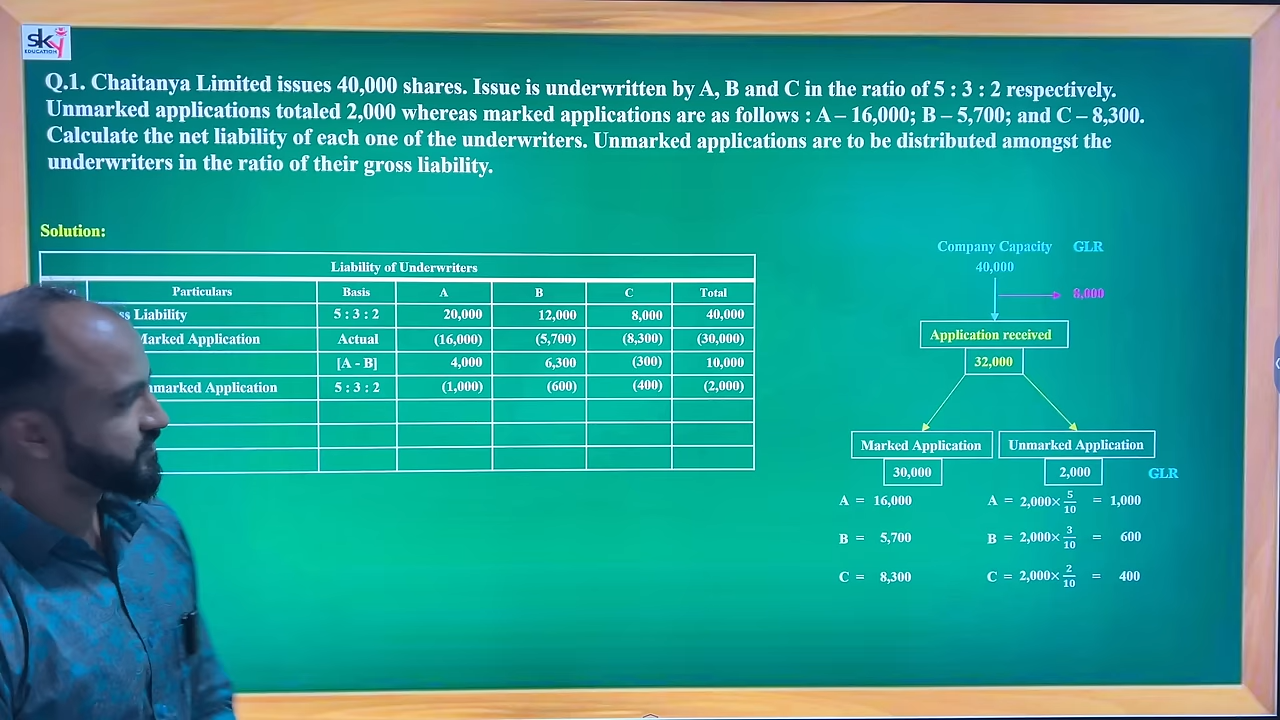 sky
EDUCATION
Q.1. Chaitanya Limited issues 40,000 shares. Issue is underwritten by A, B and C in the ratio of 5 : 3 : 2 respectively.
Unmarked applications totaled 2,000 whereas marked applications are as follows : A – 16,000; B – 5,700; and C – 8,300.
Calculate the net liability of each one of the underwriters. Unmarked applications are to be distributed amongst the
underwriters in the ratio of their gross liability.
Solution:
Liability of Underwriters
Particulars Basis A B C Total
Liability 5 : 3 : 2 20,000 12,000 8,000 40,000
Marked Application Actual (16,000) (5,700) (8,300) (30,000)
[A - B] 4,000 6,300 (300) 10,000
Application 5 : 3 : 2 (1,000) (600) (400) (2,000)
Company Capacity GLR
40,000
8,000
Application received
32,000
Marked Application Unmarked Application
30,000 2,000 GLR
A = 16,000 A = 2,000× 5/10 = 1,000
B = 5,700 B = 2,000× 3/10 = 600
C = 8,300 C = 2,000× 2/10 = 400